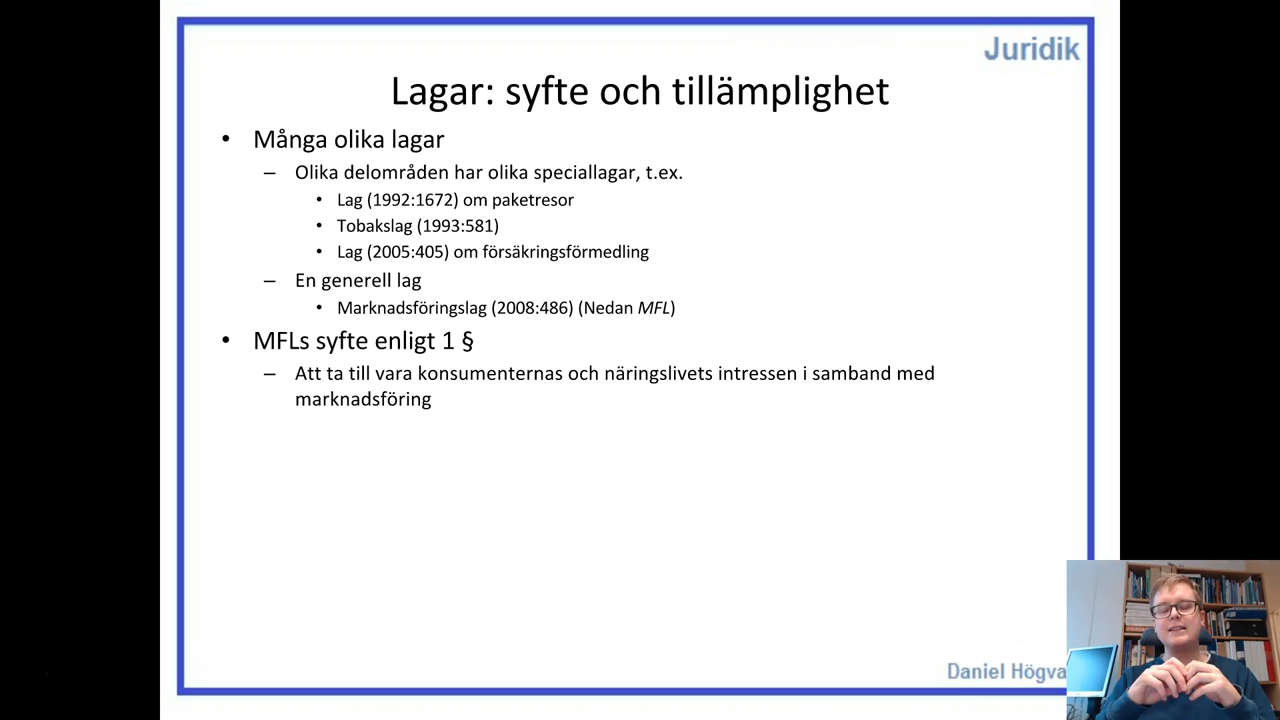 Juridik
Lagar: syfte och tillämplighet
• Många olika lagar
– Olika delområden har olika speciallagar, t.ex.
• Lag (1992:1672) om paketresor
• Tobakslag (1993:581)
• Lag (2005:405) om försäkringsförmedling
– En generell lag
• Marknadsföringslag (2008:486) (Nedan MFL)
• MFLs syfte enligt 1 §
– Att ta till vara konsumenternas och näringslivets intressen i samband med
marknadsföring
Daniel